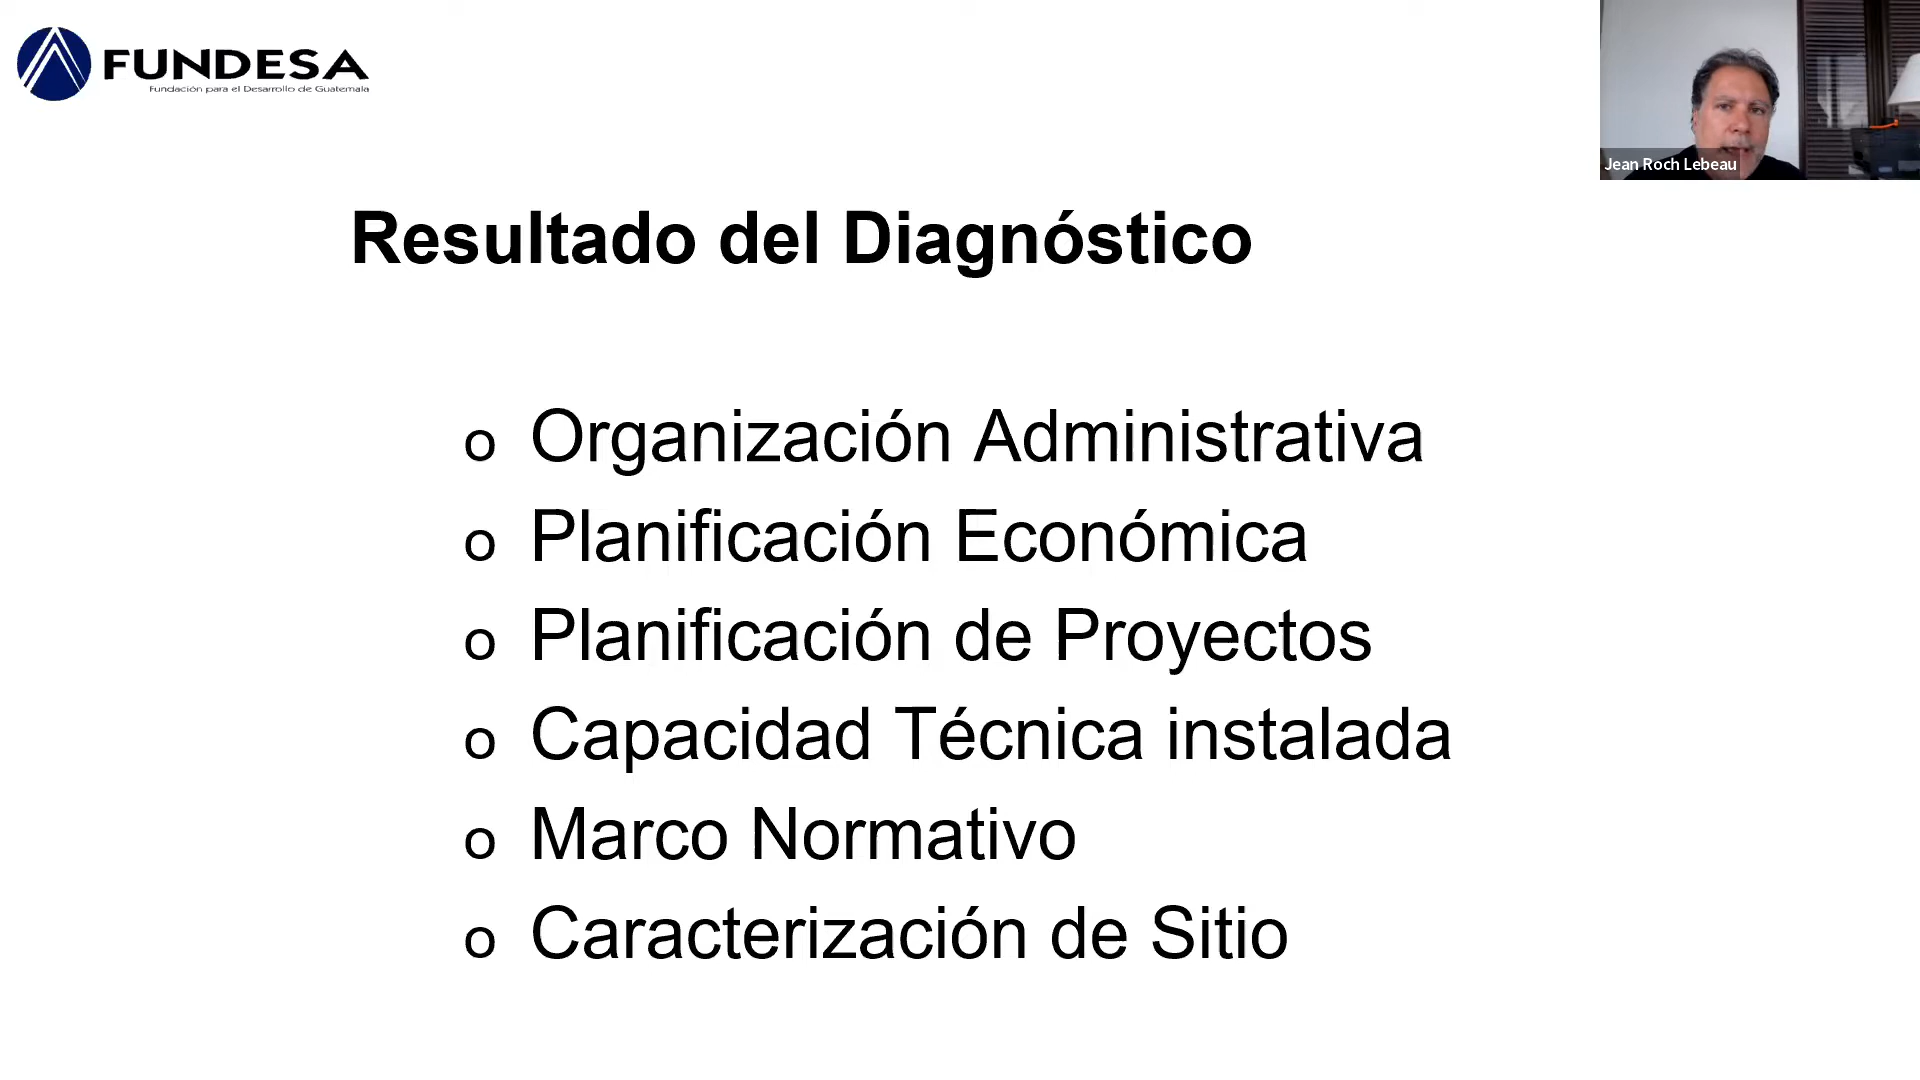 FUNDESA
Fundación para el Desarrollo de Guatemala
Jean Roch Lebeau
Resultado del Diagnóstico
o Organización Administrativa
o Planificación Económica
o Planificación de Proyectos
o Capacidad Técnica instalada
o Marco Normativo
o Caracterización de Sitio